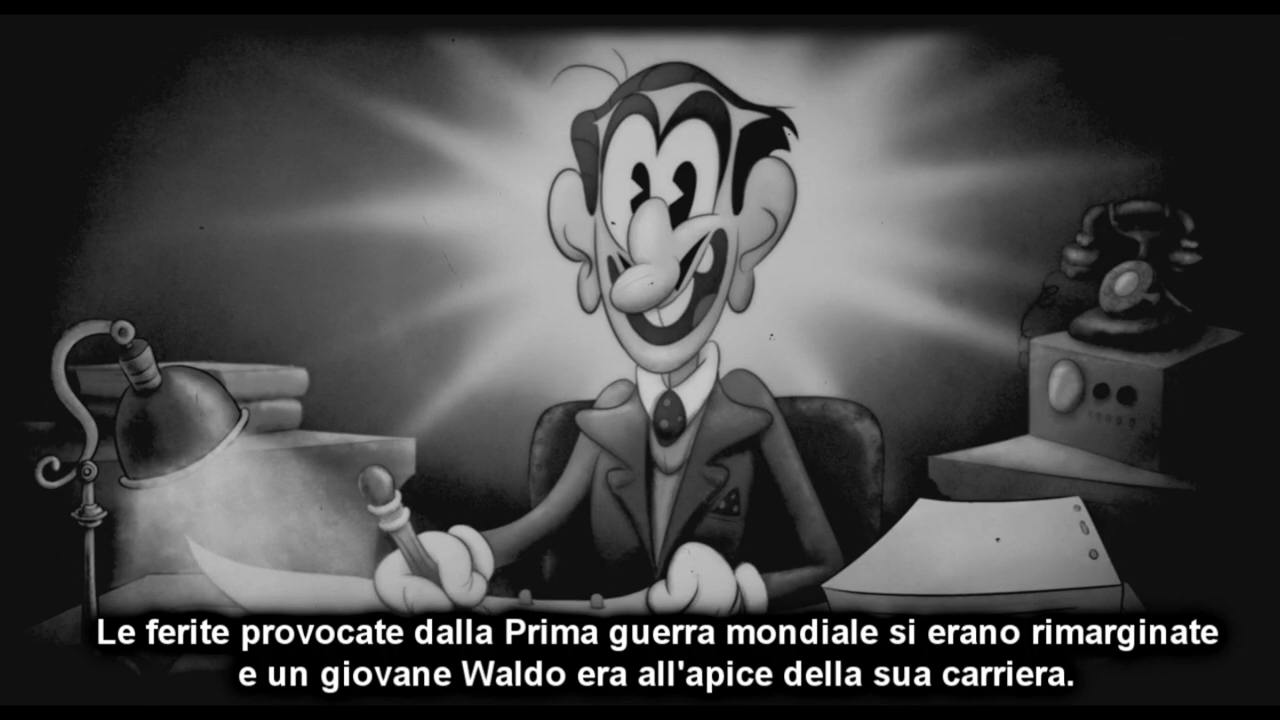 Le ferite provocate dalla Prima guerra mondiale si erano rimarginate
e un giovane Waldo era all'apice della sua carriera.